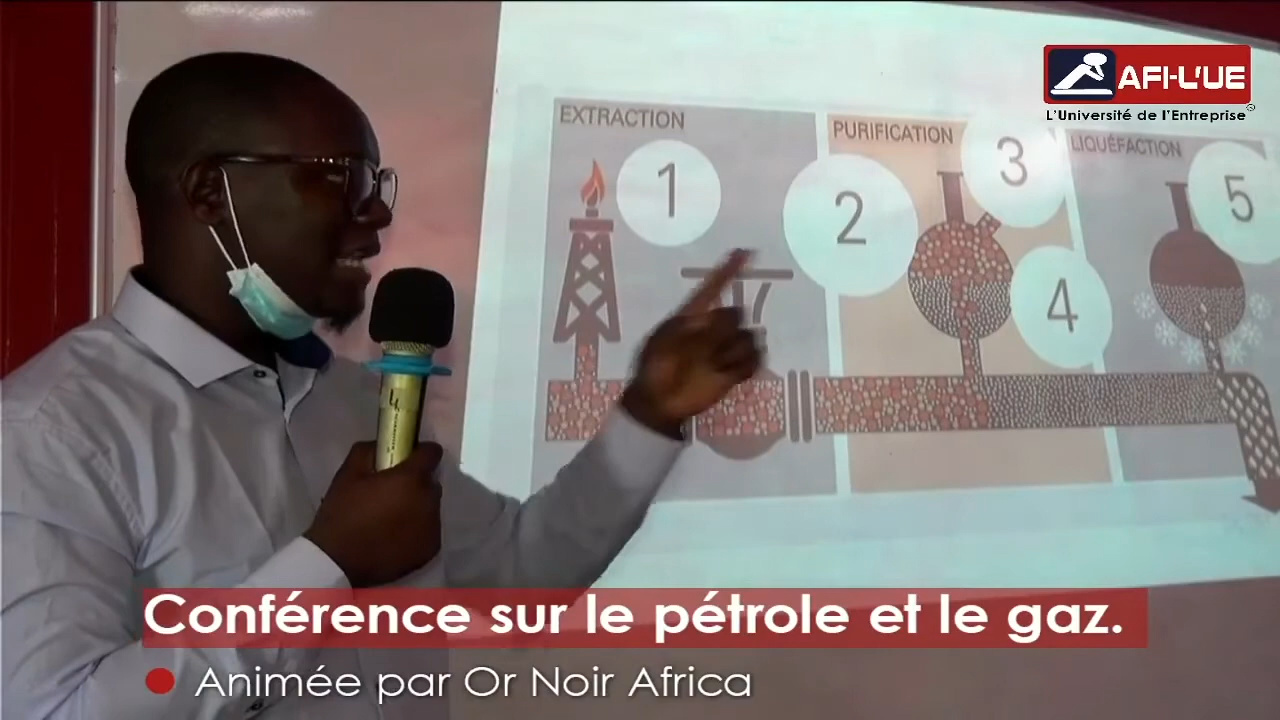 AFI-L'UE
L'Université de l'Entreprise
EXTRACTION
PURIFICATION
LIQUÉFACTION
1
2
3
4
5
Conférence sur le pétrole et le gaz.
Animée par Or Noir Africa